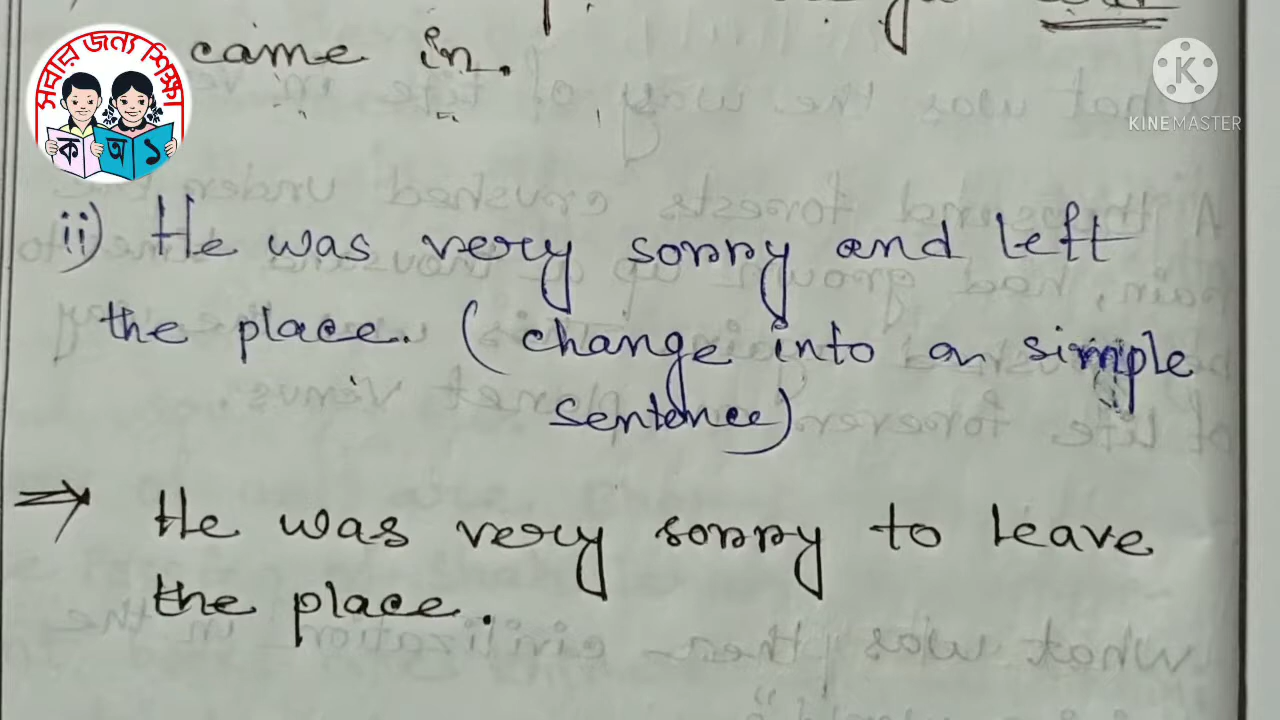 সবার জন্য শিক্ষা
ক অ ১
K
KINEMASTER
came in.
ii) He was very sorry and left
the place. (change into a simple
sentence)
⇒ He was very sorry to leave
the place.